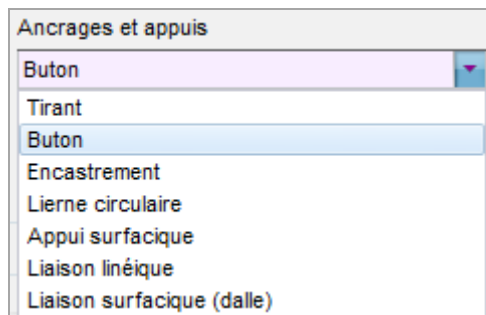 Ancrages et appuis
Buton
Tirant
Buton
Encastrement
Lierne circulaire
Appui surfacique
Liaison linéique
Liaison surfacique (dalle)